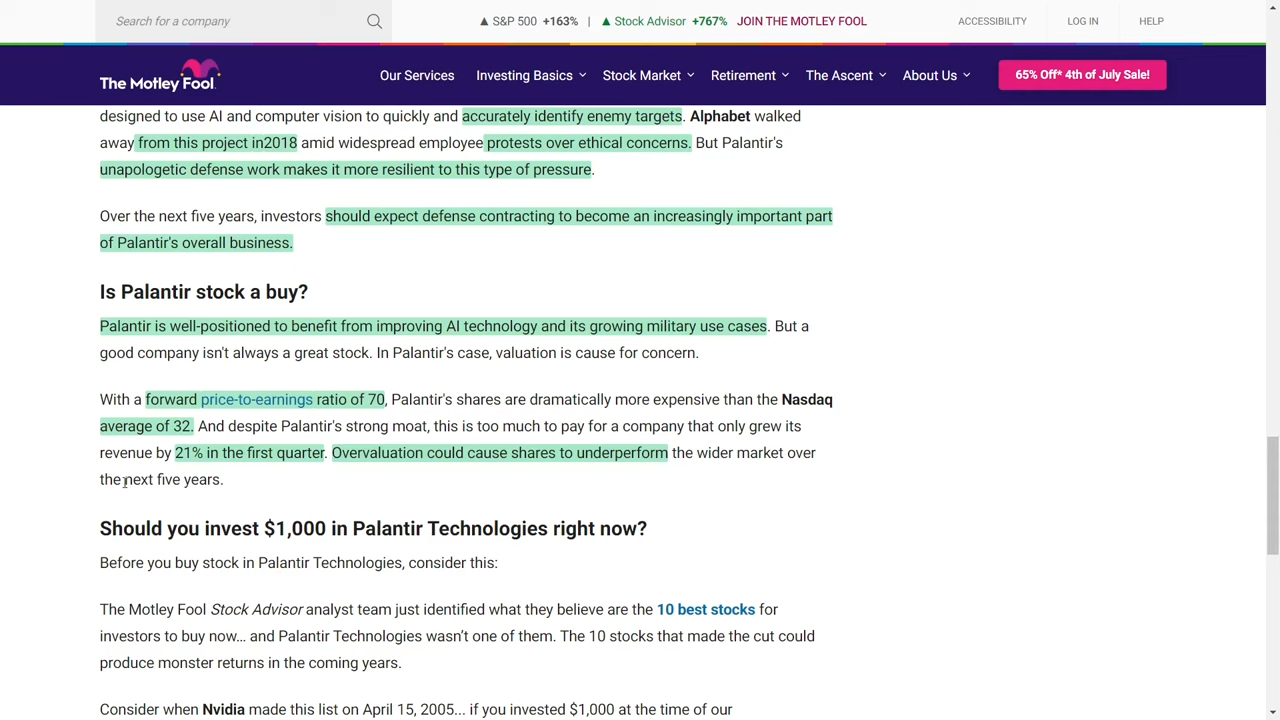 Search for a company
▲ S&P 500 +163% | ▲ Stock Advisor +767% JOIN THE MOTLEY FOOL
ACCESSIBILITY LOG IN HELP
The Motley Fool.
Our Services Investing Basics Stock Market Retirement The Ascent About Us
65% Off* 4th of July Sale!
designed to use AI and computer vision to quickly and accurately identify enemy targets. Alphabet walked
away from this project in2018 amid widespread employee protests over ethical concerns. But Palantir's
unapologetic defense work makes it more resilient to this type of pressure.
Over the next five years, investors should expect defense contracting to become an increasingly important part
of Palantir's overall business.
Is Palantir stock a buy?
Palantir is well-positioned to benefit from improving AI technology and its growing military use cases. But a
good company isn't always a great stock. In Palantir's case, valuation is cause for concern.
With a forward price-to-earnings ratio of 70, Palantir's shares are dramatically more expensive than the Nasdaq
average of 32. And despite Palantir's strong moat, this is too much to pay for a company that only grew its
revenue by 21% in the first quarter. Overvaluation could cause shares to underperform the wider market over
the next five years.
Should you invest $1,000 in Palantir Technologies right now?
Before you buy stock in Palantir Technologies, consider this:
The Motley Fool Stock Advisor analyst team just identified what they believe are the 10 best stocks for
investors to buy now… and Palantir Technologies wasn’t one of them. The 10 stocks that made the cut could
produce monster returns in the coming years.
Consider when Nvidia made this list on April 15, 2005... if you invested $1,000 at the time of our